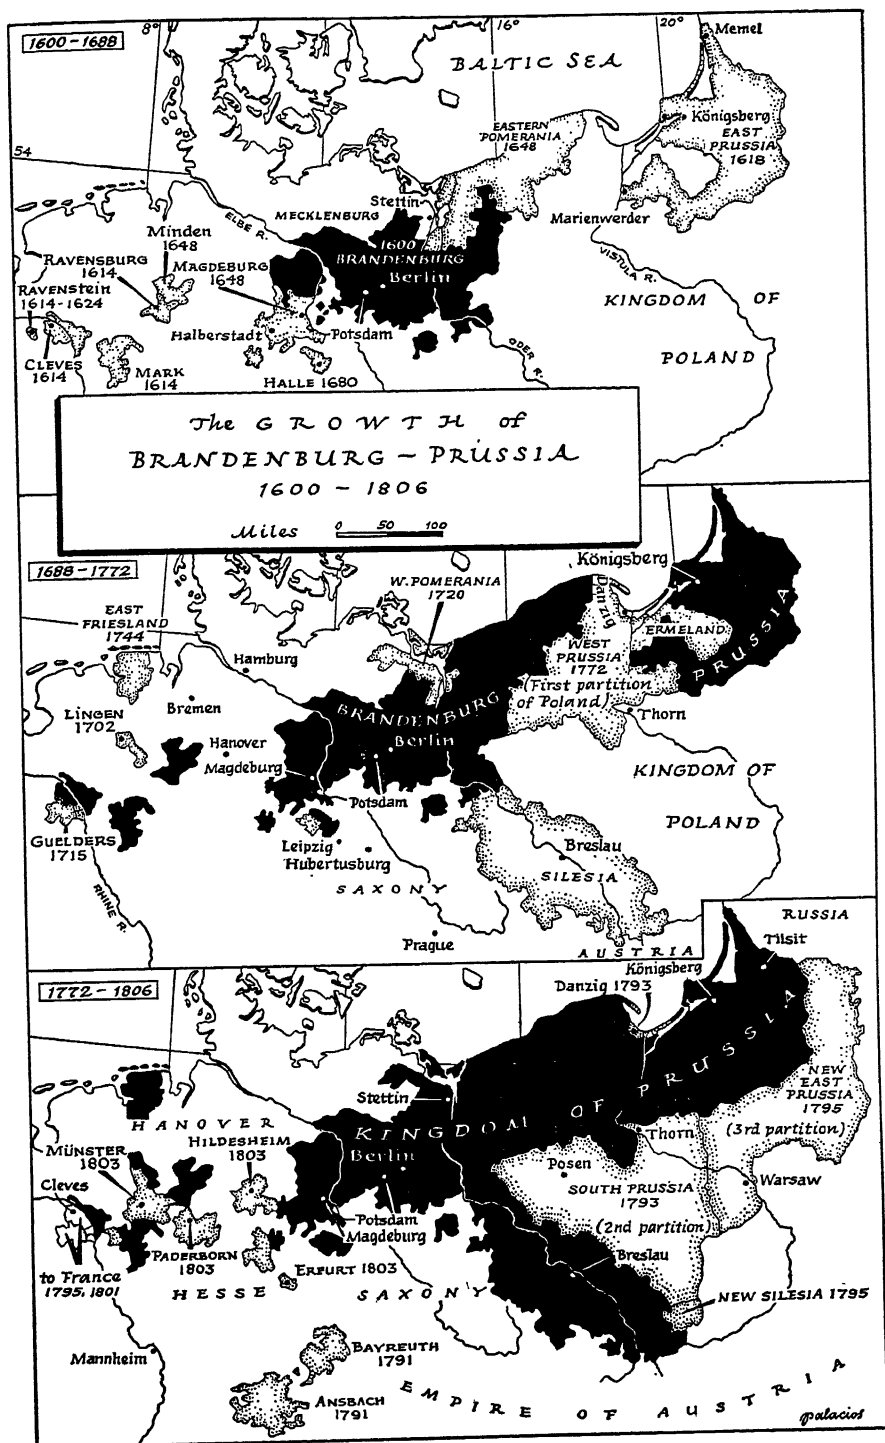 1600–1688
8°
16°
20°
Memel
BALTIC SEA
Königsberg
EAST
PRUSSIA
1618
EASTERN
POMERANIA
1648
54
Stettin
MECKLENBURG
ELBE R.
Marienwerder
Minden
1648
1600
BRANDENBURG
Berlin
RAVENSBURG
1614
MAGDEBURG
1648
VISTULA R.
RAVENSTEIN
1614-1624
KINGDOM OF
POLAND
Halberstadt
Potsdam
ODER R.
CLEVES
1614
MARK
1614
HALLE 1680
The GROWTH of
BRANDENBURG – PRUSSIA
1600 – 1806
Miles 0 50 100
1688–1772
Königsberg
W. POMERANIA
1720
EAST
FRIESLAND
1744
Danzig
ERMELAND
PRUSSIA
WEST
PRUSSIA
1772
(First partition
of Poland)
Hamburg
Bremen
LINGEN
1702
BRANDENBURG
Berlin
Thorn
Hanover
Magdeburg
KINGDOM OF
POLAND
Potsdam
GUELDERS
1715
Leipzig
Hubertusburg
Breslau
SILESIA
SAXONY
RHINE R.
Prague
AUSTRIA
1772–1806
RUSSIA
Tilsit
Königsberg
Danzig 1793
KINGDOM OF PRUSSIA
NEW
EAST
PRUSSIA
1795
(3rd partition)
Stettin
HANOVER
HILDESHEIM
1803
MÜNSTER
1803
Berlin
Thorn
Posen
Warsaw
SOUTH PRUSSIA
1793
(2nd partition)
Cleves
Potsdam
Magdeburg
PADERBORN
1803
Breslau
to France
1795, 1801
ERFURT 1803
HESSE
SAXONY
NEW SILESIA 1795
Mannheim
BAYREUTH
1791
ANSBACH
1791
EMPIRE OF AUSTRIA
palacios